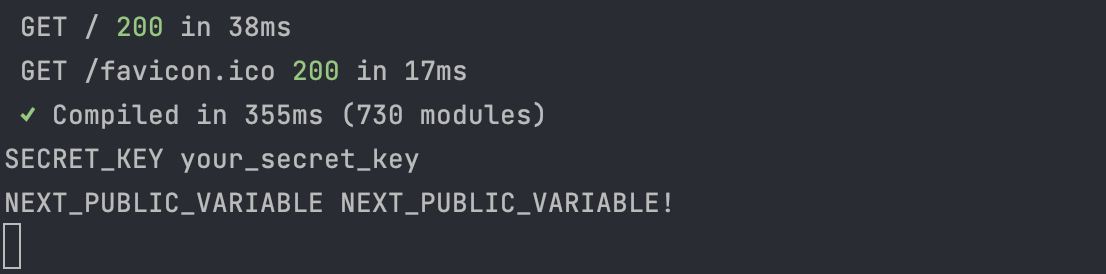 GET / 200 in 38ms
GET /favicon.ico 200 in 17ms
✓ Compiled in 355ms (730 modules)
SECRET_KEY your_secret_key
NEXT_PUBLIC_VARIABLE NEXT_PUBLIC_VARIABLE!